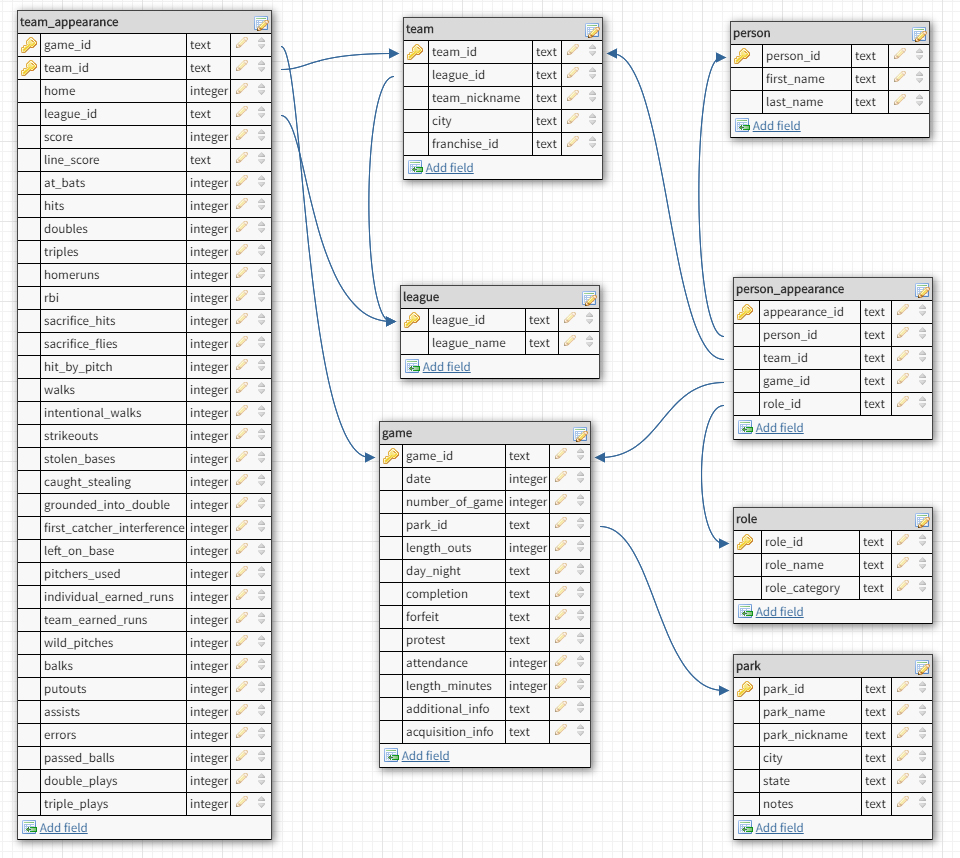 team_appearance
game_id text
team_id text
home integer
league_id text
score integer
line_score text
at_bats integer
hits integer
doubles integer
triples integer
homeruns integer
rbi integer
sacrifice_hits integer
sacrifice_flies integer
hit_by_pitch integer
walks integer
intentional_walks integer
strikeouts integer
stolen_bases integer
caught_stealing integer
grounded_into_double integer
first_catcher_interference integer
left_on_base integer
pitchers_used integer
individual_earned_runs integer
team_earned_runs integer
wild_pitches integer
balks integer
putouts integer
assists integer
errors integer
passed_balls integer
double_plays integer
triple_plays integer
Add field
team
team_id text
league_id text
team_nickname text
city text
franchise_id text
Add field
league
league_id text
league_name text
Add field
game
game_id text
date integer
number_of_game integer
park_id text
length_outs integer
day_night text
completion text
forfeit text
protest text
attendance integer
length_minutes integer
additional_info text
acquisition_info text
Add field
person
person_id text
first_name text
last_name text
Add field
person_appearance
appearance_id text
person_id text
team_id text
game_id text
role_id text
Add field
role
role_id text
role_name text
role_category text
Add field
park
park_id text
park_name text
park_nickname text
city text
state text
notes text
Add field